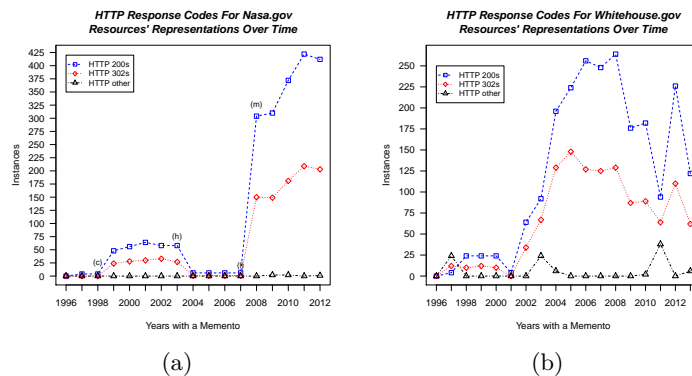 HTTP Response Codes For Nasa.gov
Resources' Representations Over Time
425
400
375
350
325
300
275
250
225
200
175
150
125
100
75
50
25
0
Instances
HTTP 200s
HTTP 302s
HTTP other
(c)
(h)
(m)
1996 1998 2000 2002 2004 2006 2008 2010 2012
Years with a Memento
(a)
HTTP Response Codes For Whitehouse.gov
Resources' Representations Over Time
250
225
200
175
150
125
100
75
50
25
0
Instances
HTTP 200s
HTTP 302s
HTTP other
1996 1998 2000 2002 2004 2006 2008 2010 2012
Years with a Memento
(b)